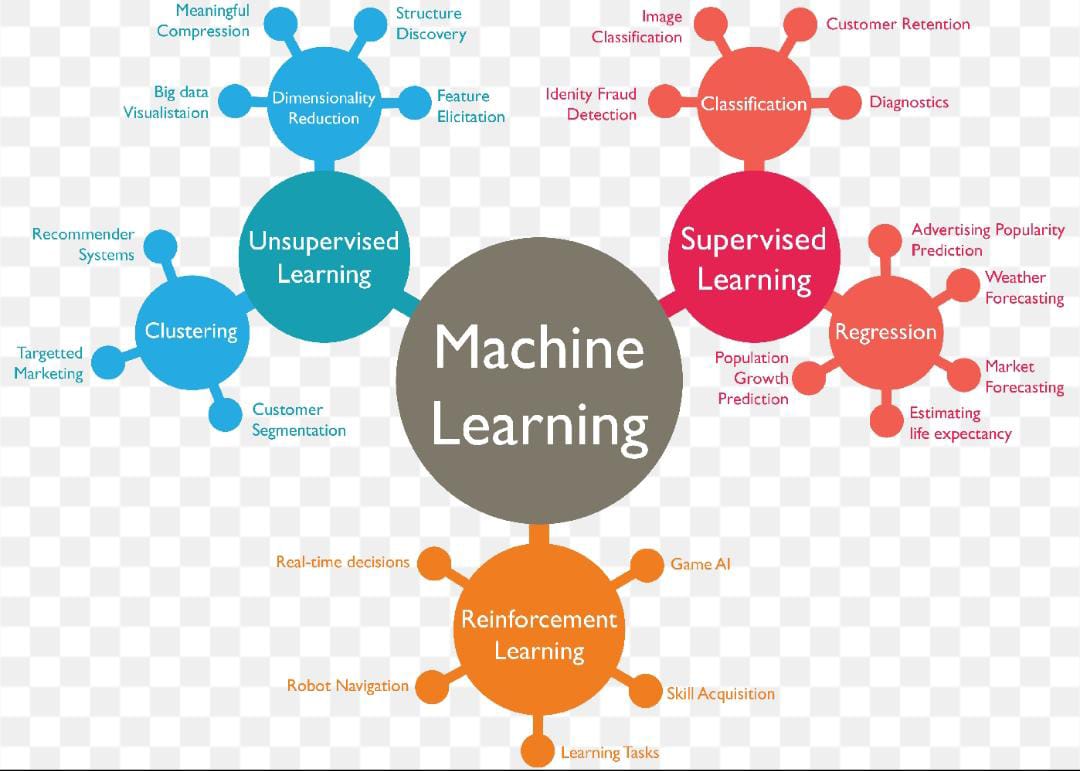 Meaningful
Compression
Structure
Discovery
Big data
Visualistaion
Dimensionality
Reduction
Feature
Elicitation
Image
Classification
Customer Retention
Idenity Fraud
Detection
Classification
Diagnostics
Recommender
Systems
Unsupervised
Learning
Clustering
Targetted
Marketing
Customer
Segmentation
Supervised
Learning
Advertising Popularity
Prediction
Weather
Forecasting
Regression
Population
Growth
Prediction
Market
Forecasting
Estimating
life expectancy
Machine
Learning
Real-time decisions
Game AI
Reinforcement
Learning
Robot Navigation
Skill Acquisition
Learning Tasks